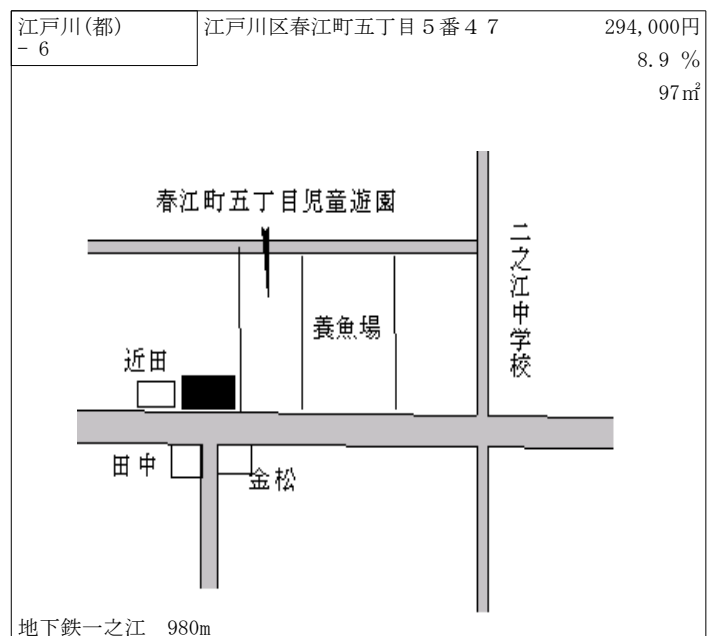 江戸川(都)
- 6
江戸川区春江町五丁目５番４７
294,000円
8.9 %
97㎡
春江町五丁目児童遊園
二之江中学校
養魚場
近田
田中
金松
地下鉄一之江　980m